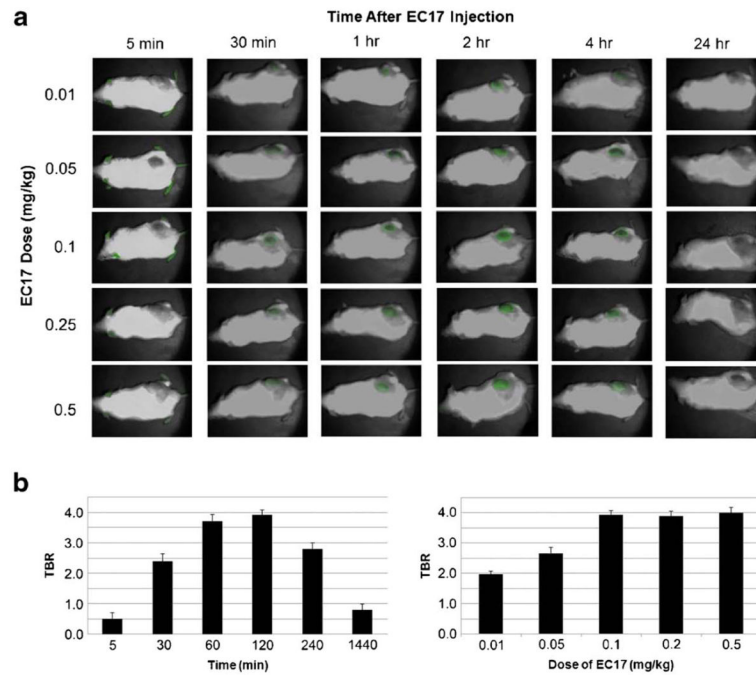 a
Time After EC17 Injection
5 min 30 min 1 hr 2 hr 4 hr 24 hr
EC17 Dose (mg/kg)
0.01
0.05
0.1
0.25
0.5
b
TBR
4.0
3.0
2.0
1.0
0.0
5 30 60 120 240 1440
Time (min)
TBR
4.0
3.0
2.0
1.0
0.0
0.01 0.05 0.1 0.2 0.5
Dose of EC17 (mg/kg)